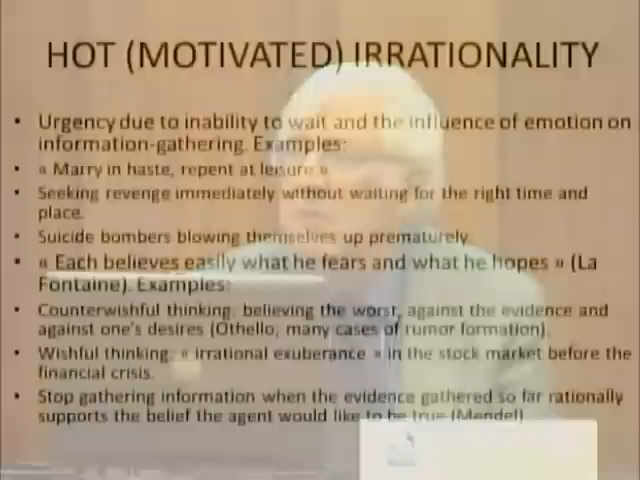 HOT (MOTIVATED) IRRATIONALITY
• Urgency due to inability to wait and the influence of emotion on
information-gathering. Examples:
• « Marry in haste, repent at leisure »
• Seeking revenge immediately without waiting for the right time and
place.
• Suicide bombers blowing themselves up prematurely
• « Each believes easily what he fears and what he hopes » (La
Fontaine). Examples:
• Counterwishful thinking: believing the worst, against the evidence and
against one's desires (Othello, many cases of rumor formation).
• Wishful thinking: « irrational exuberance » in the stock market before the
financial crisis.
• Stop gathering information when the evidence gathered so far rationally
supports the belief the agent would like to be true (Mendel)